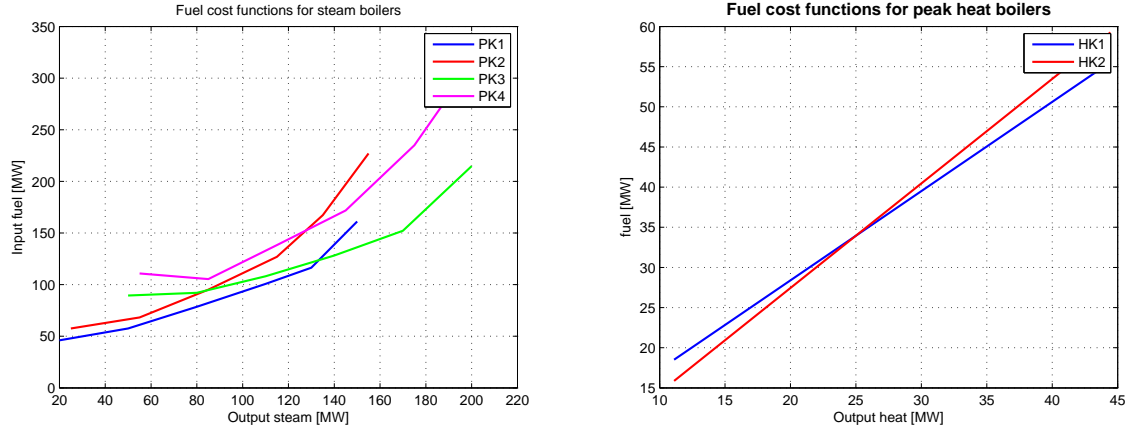 Fuel cost functions for steam boilers
350
300
250
200
150
100
50
0
Input fuel [MW]
20 40 60 80 100 120 140 160 180 200 220
Output steam [MW]
PK1
PK2
PK3
PK4
Fuel cost functions for peak heat boilers
60
55
50
45
40
35
30
25
20
15
fuel [MW]
10 15 20 25 30 35 40 45
Output heat [MW]
HK1
HK2